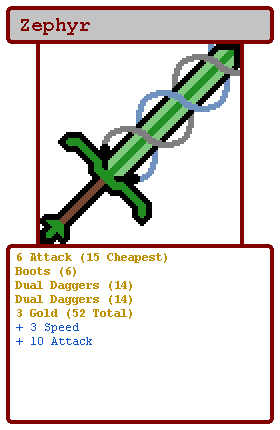 Zephyr
6 Attack (15 Cheapest)
Boots (6)
Dual Daggers (14)
Dual Daggers (14)
3 Gold (52 Total)
+ 3 Speed
+ 10 Attack